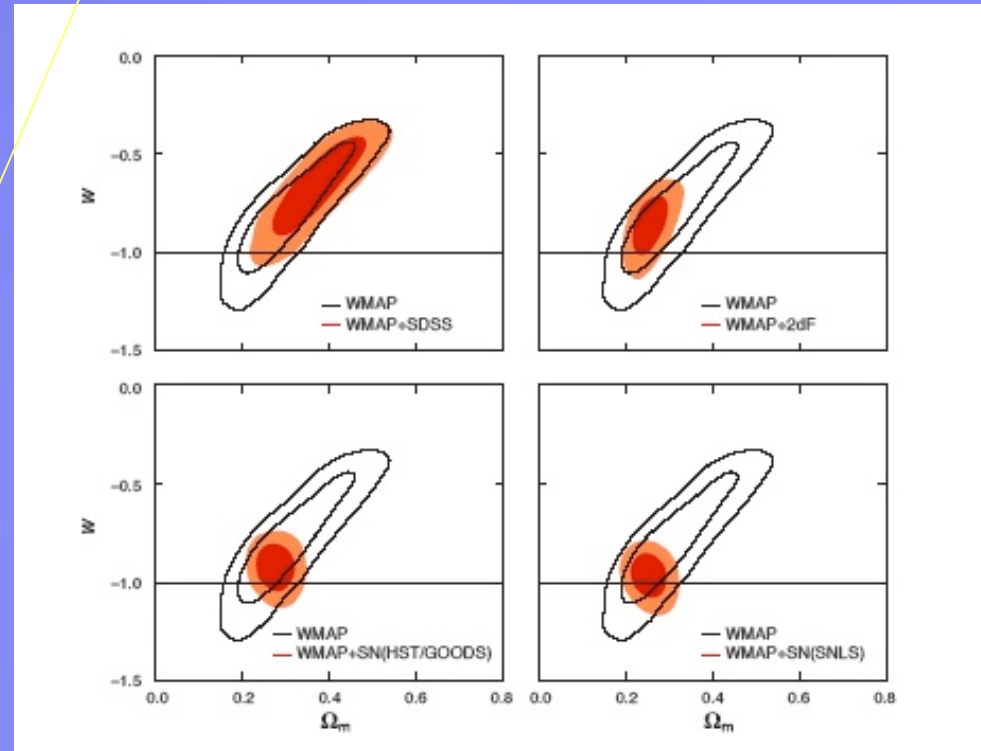 0.0
−0.5
−1.0
−1.5
W
WMAP
WMAP+SDSS
WMAP
WMAP+2dF
0.0
−0.5
−1.0
−1.5
W
WMAP
WMAP+SN(HST/GOODS)
WMAP
WMAP+SN(SNLS)
0.0 0.2 0.4 0.6 0.8 0.0 0.2 0.4 0.6 0.8
Ωm Ωm